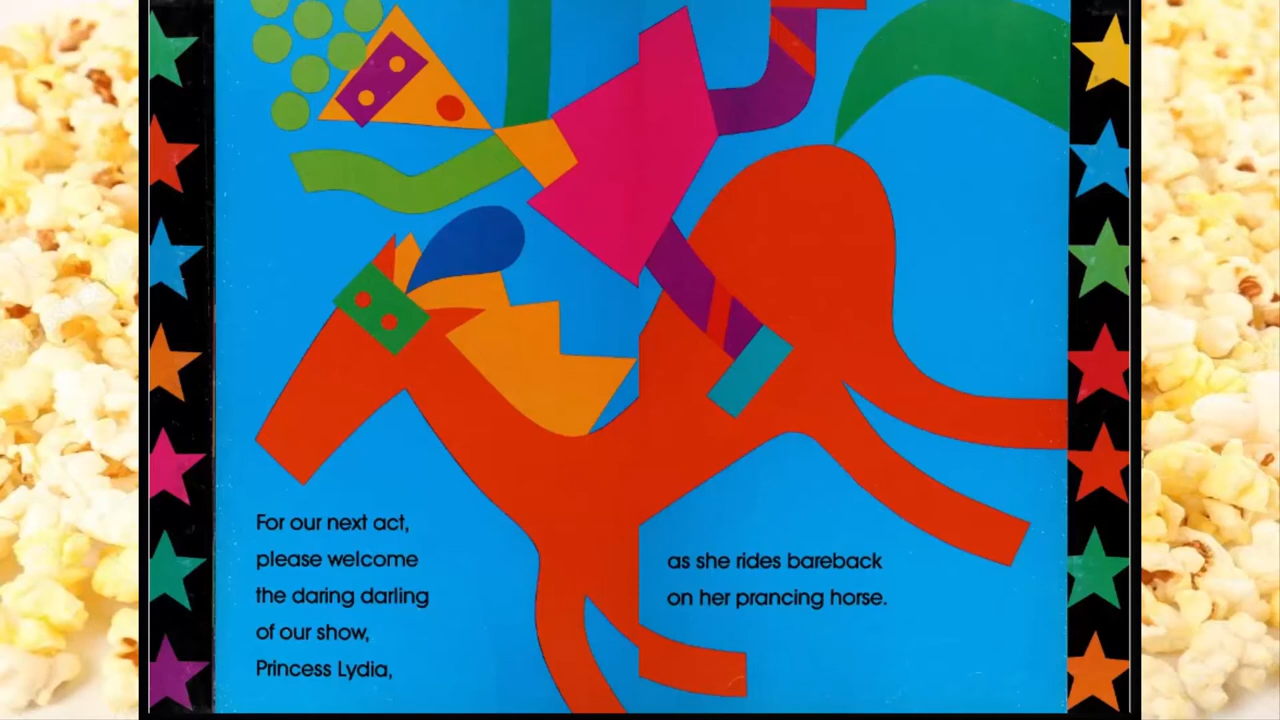 For our next act,
please welcome
the daring darling
of our show,
Princess Lydia,
as she rides bareback
on her prancing horse.